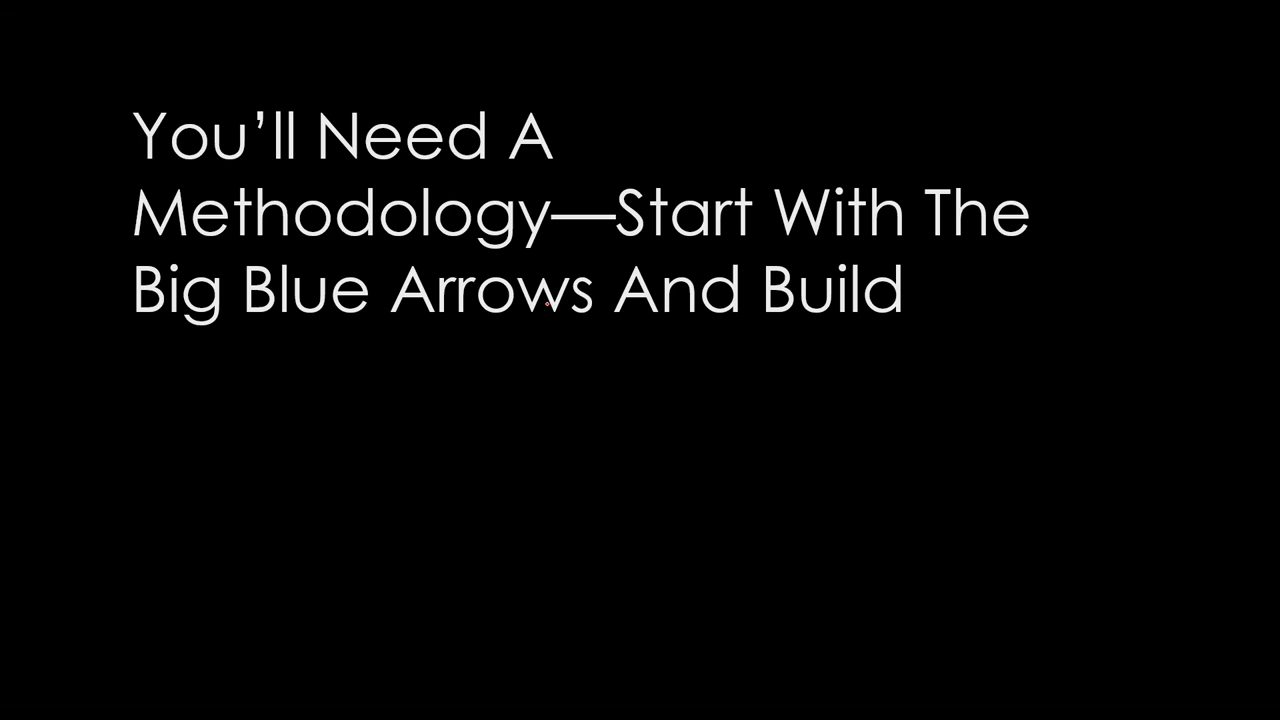 You’ll Need A
Methodology—Start With The
Big Blue Arrows And Build